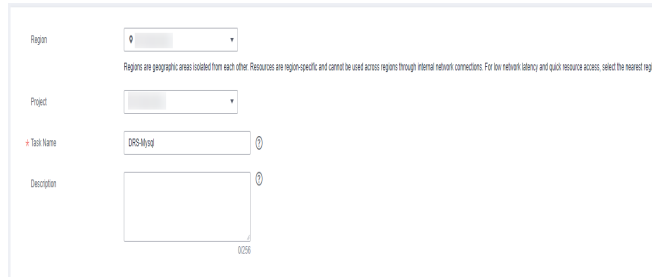 Region
Regions are geographic areas isolated from each other. Resources are region-specific and cannot be used across regions through internal network connections. For low network latency and quick resource access, select the nearest regi
Project
* Task Name DRS-Mysql ?
Description ?
0/256